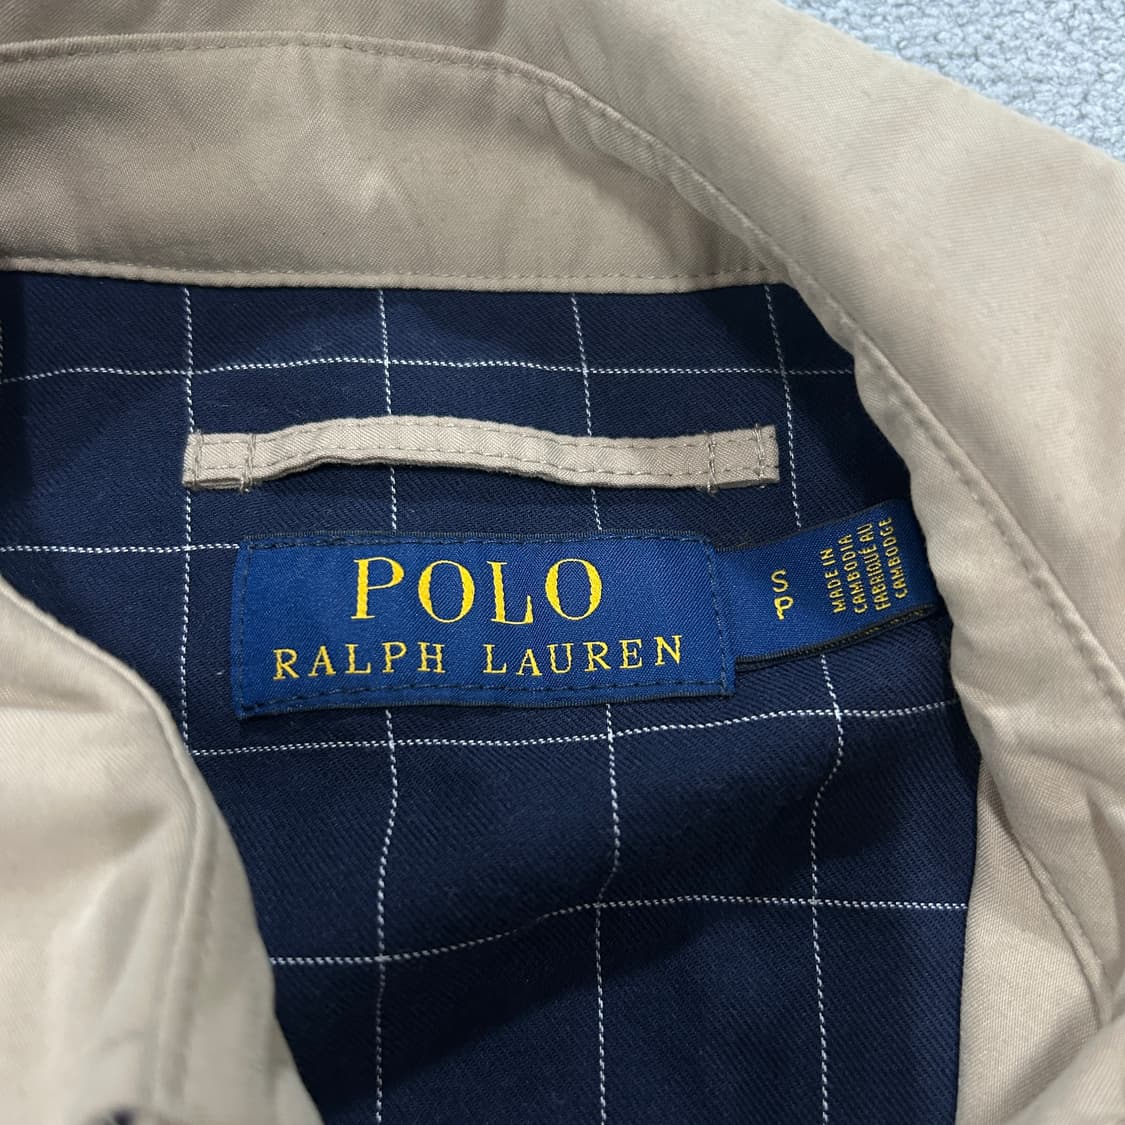 POLO
RALPH LAUREN
S
P
MADE IN
CAMBODIA
FABRIQUÉ AU
CAMBODGE